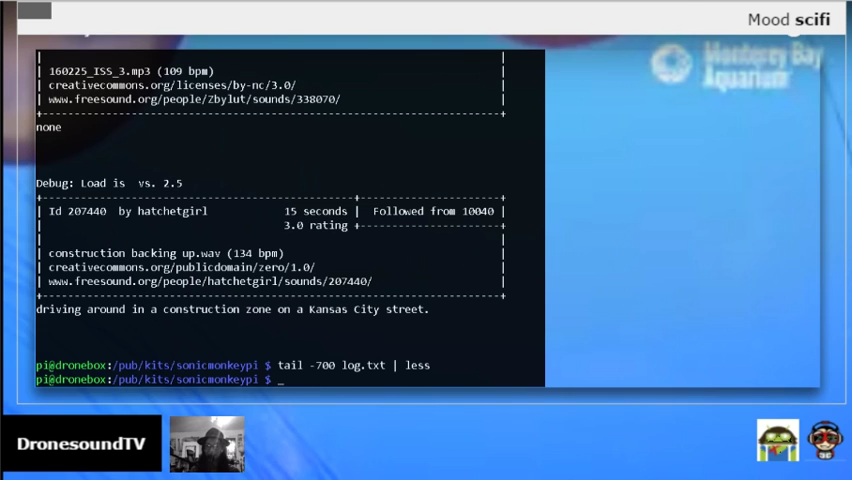 Mood scifi
Monterey Bay
Aquarium
160225_ISS_3.mp3 (109 bpm)
creativecommons.org/licenses/by-nc/3.0/
www.freesound.org/people/Zbylut/sounds/338070/
none
Debug: Load is  vs. 2.5
Id 207440  by hatchetgirl 15 seconds | Followed from 10040
3.0 rating
construction backing up.wav (134 bpm)
creativecommons.org/publicdomain/zero/1.0/
www.freesound.org/people/hatchetgirl/sounds/207440/
driving around in a construction zone on a Kansas City street.
pi@dronebox:/pub/kits/sonicmonkeypi $ tail -700 log.txt | less
pi@dronebox:/pub/kits/sonicmonkeypi $ _
DronesoundTV